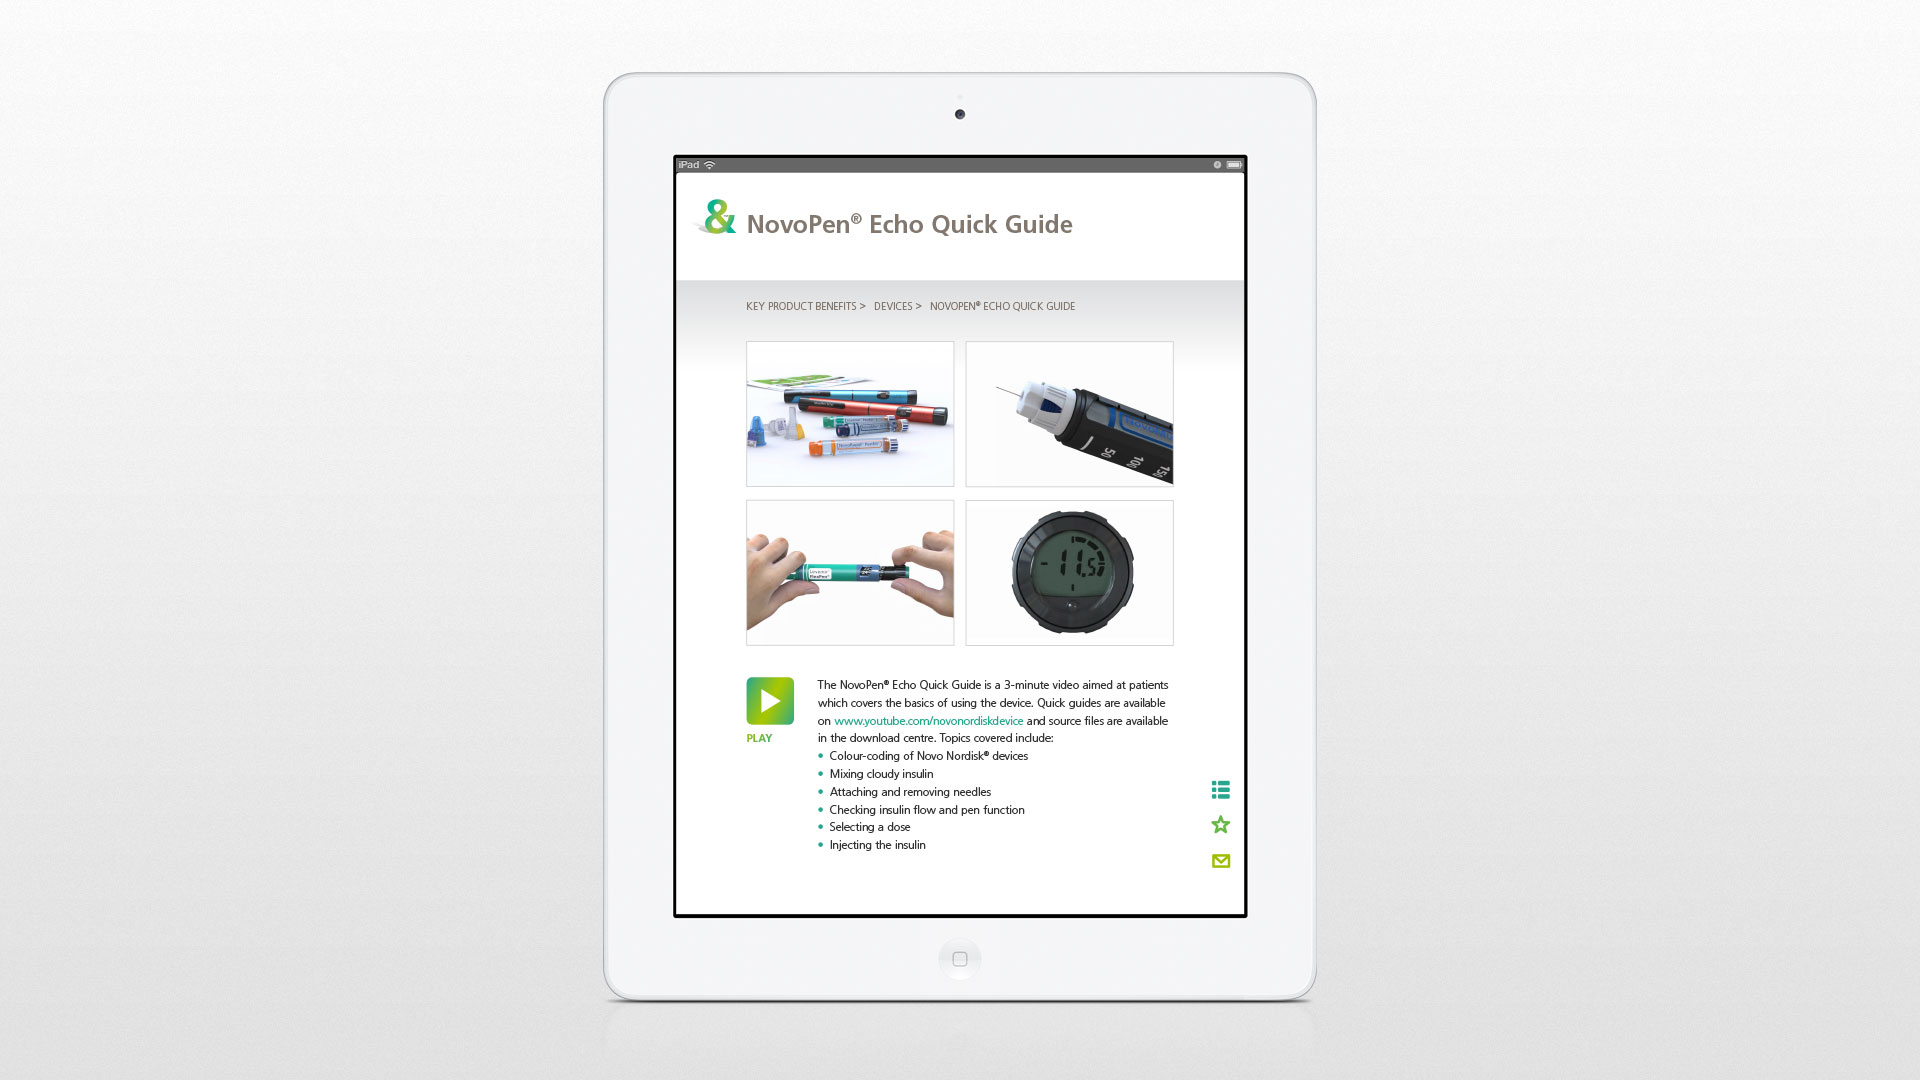 iPad
& NovoPen® Echo Quick Guide
KEY PRODUCT BENEFITS > DEVICES > NOVOPEN® ECHO QUICK GUIDE
50
100
150
FlexPen®
11.5
The NovoPen® Echo Quick Guide is a 3-minute video aimed at patients
which covers the basics of using the device. Quick guides are available
on www.youtube.com/novonordiskdevice and source files are available
in the download centre. Topics covered include:
PLAY
• Colour-coding of Novo Nordisk® devices
• Mixing cloudy insulin
• Attaching and removing needles
• Checking insulin flow and pen function
• Selecting a dose
• Injecting the insulin